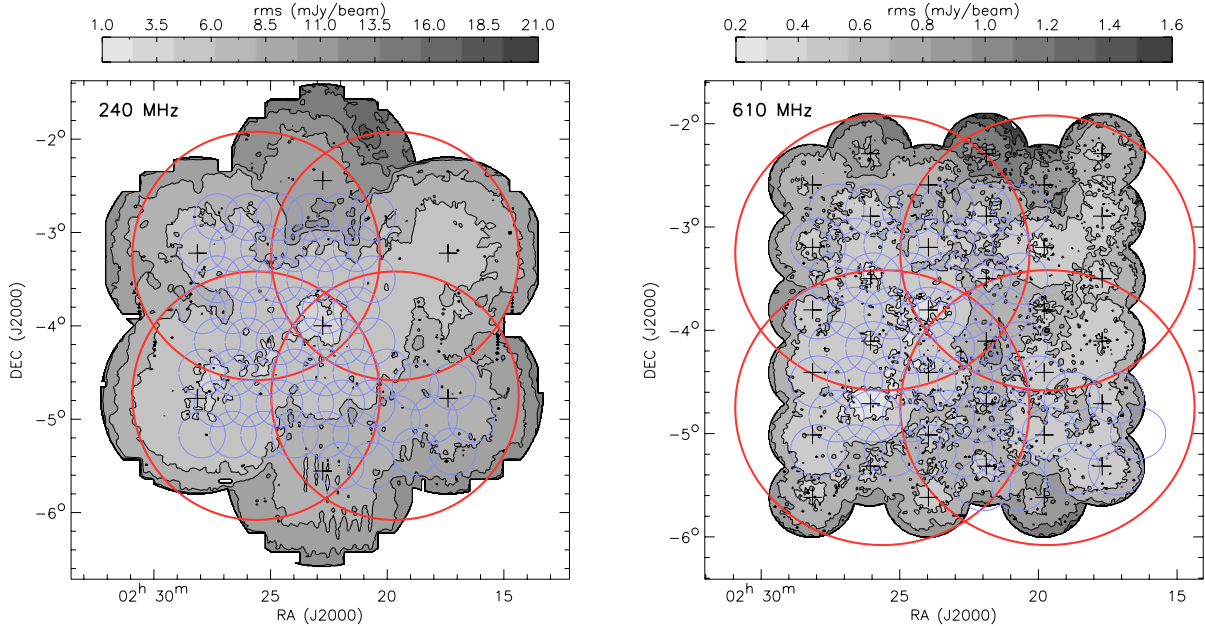 rms (mJy/beam)
1.0 3.5 6.0 8.5 11.0 13.5 16.0 18.5 21.0
240 MHz
-2°
-3°
-4°
-5°
-6°
DEC (J2000)
02ʰ 30ᵐ 25 20 15
RA (J2000)
rms (mJy/beam)
0.2 0.4 0.6 0.8 1.0 1.2 1.4 1.6
610 MHz
-2°
-3°
-4°
-5°
-6°
DEC (J2000)
02ʰ 30ᵐ 25 20 15
RA (J2000)